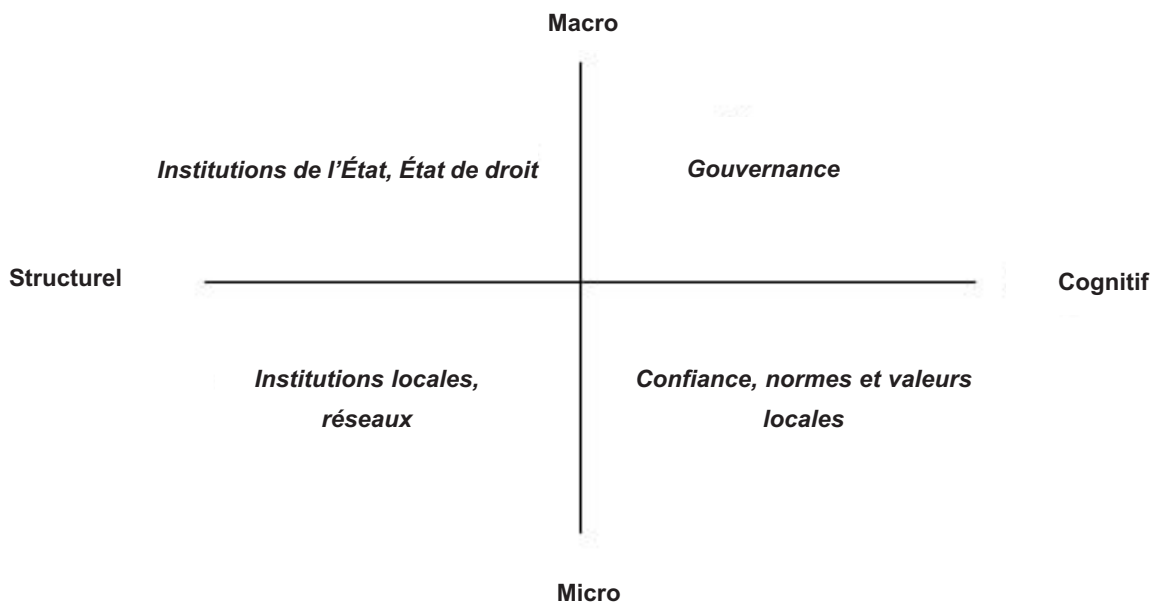 Macro
Institutions de l’État, État de droit
Gouvernance
Structurel
Cognitif
Institutions locales,
réseaux
Confiance, normes et valeurs
locales
Micro